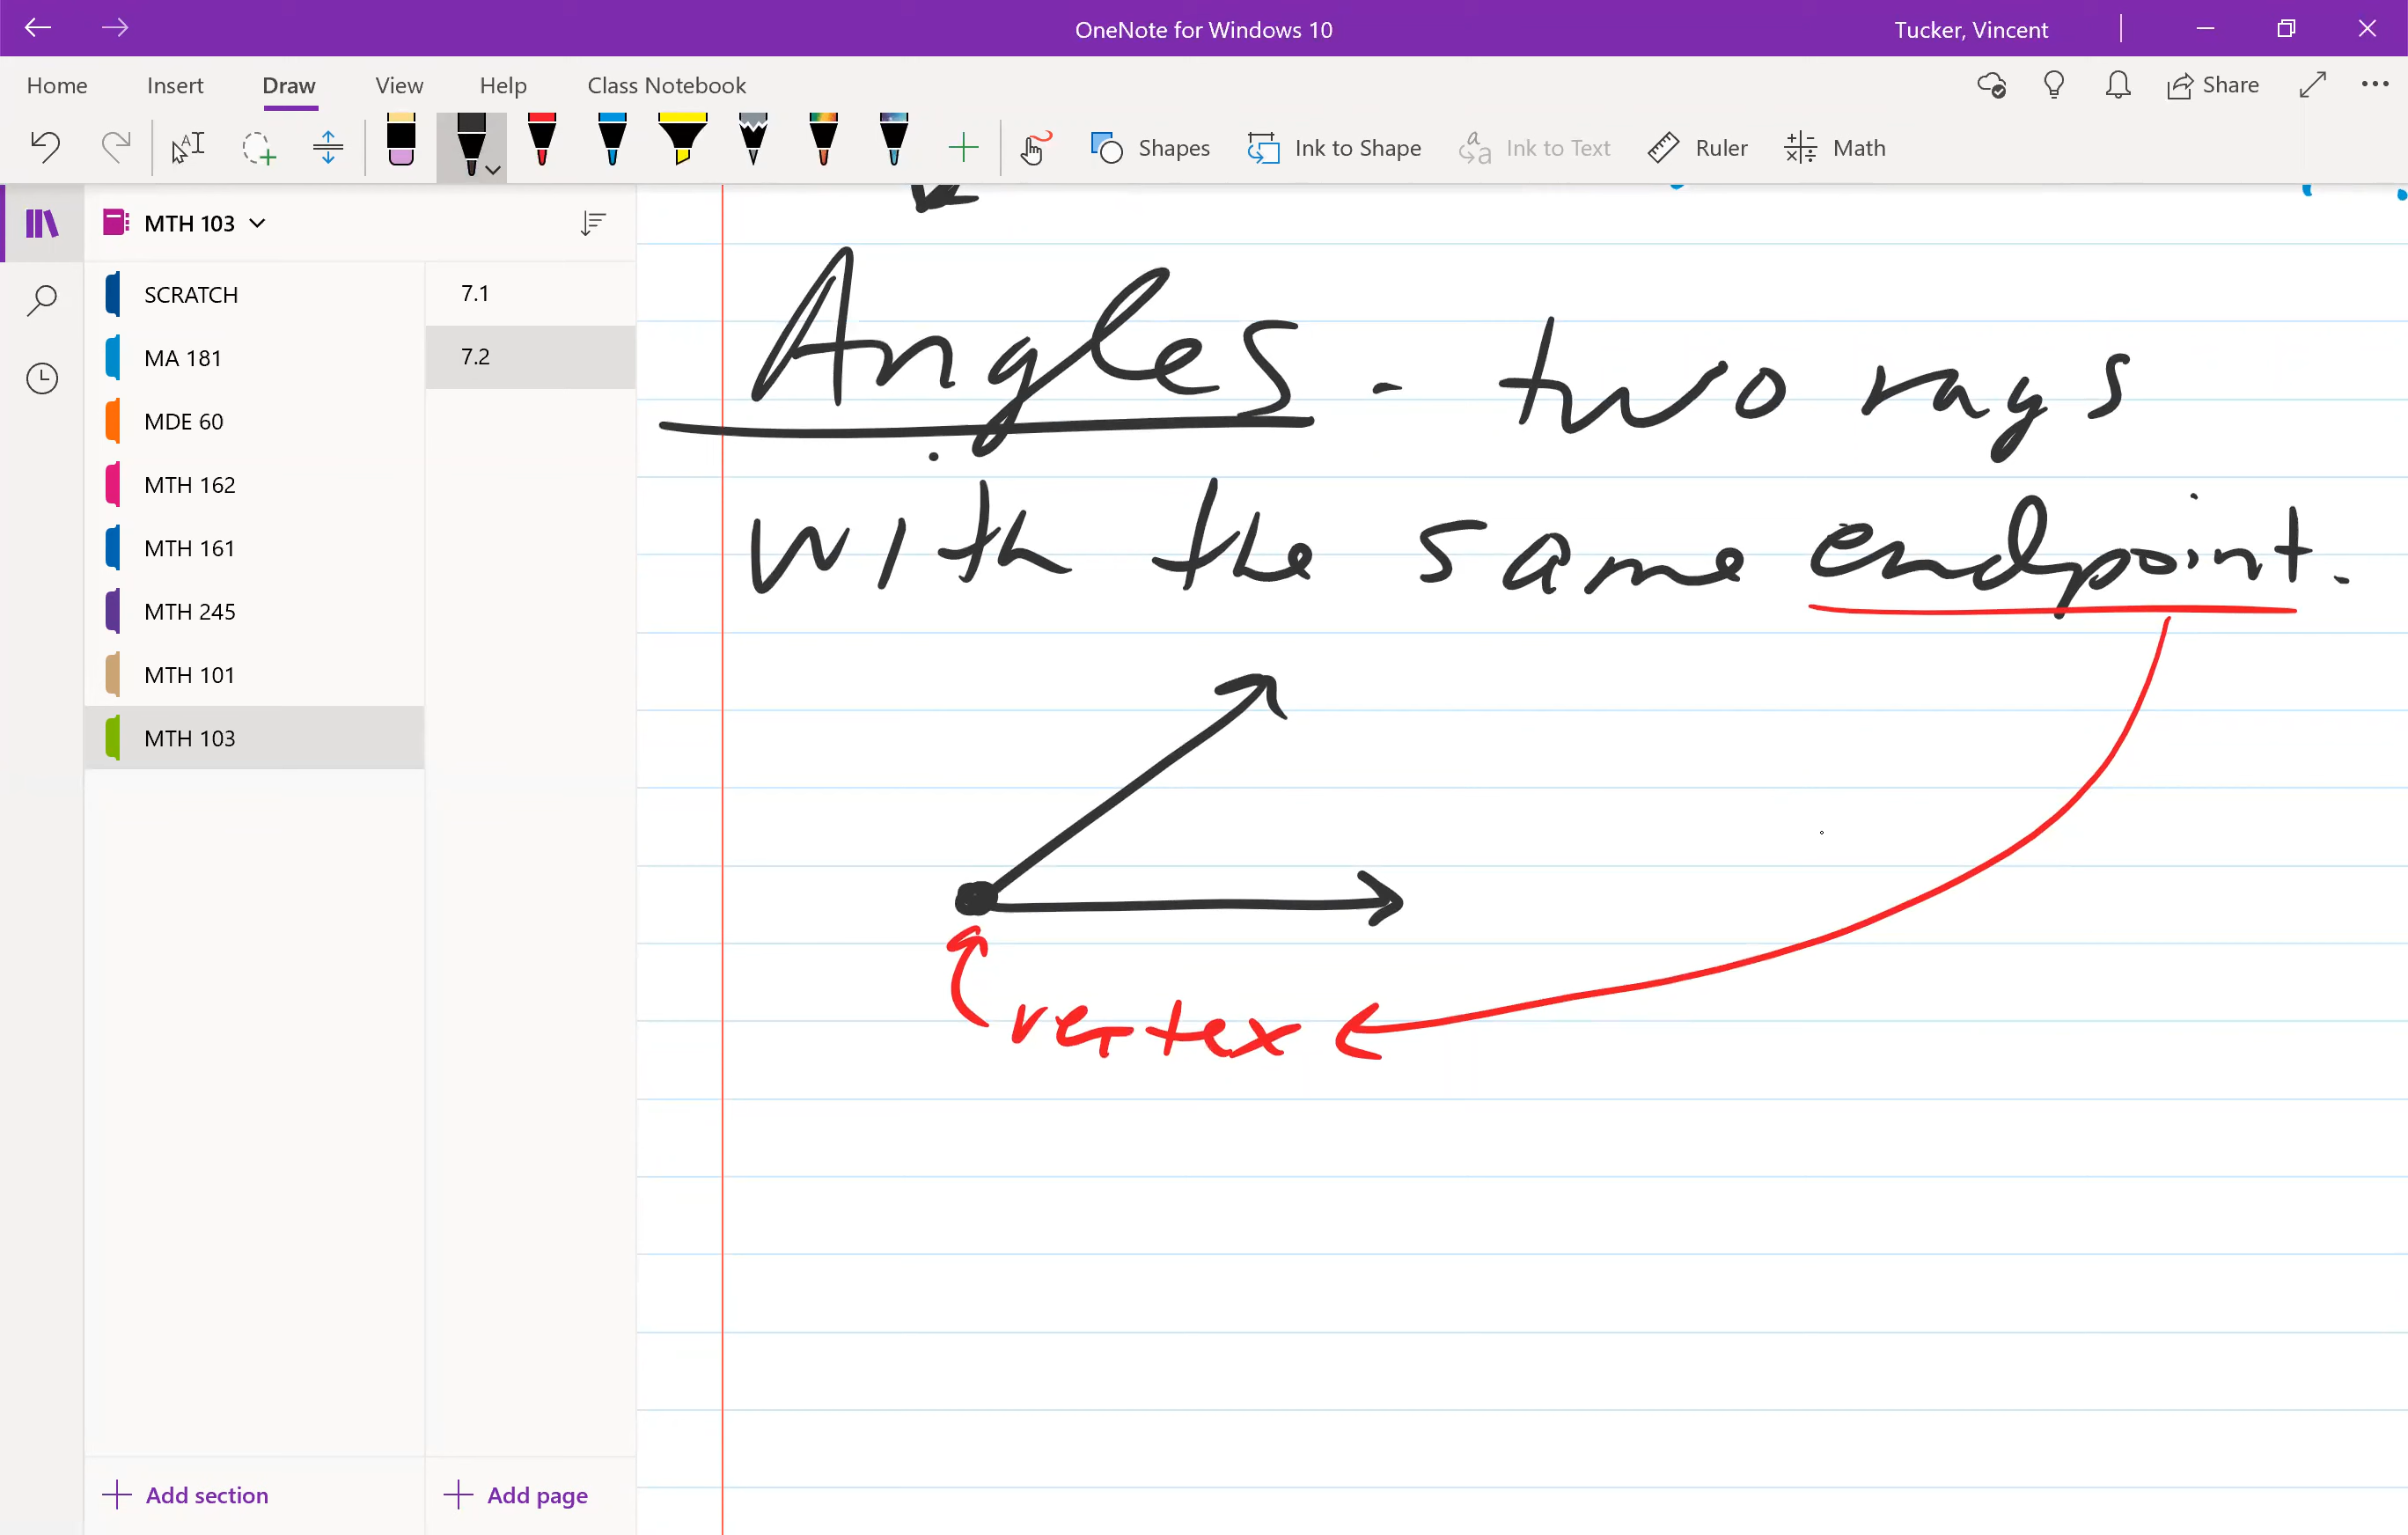 OneNote for Windows 10
Tucker, Vincent
Home Insert Draw View Help Class Notebook
Share
Shapes Ink to Shape Ink to Text Ruler Math
MTH 103
SCRATCH
7.1
MA 181
7.2
MDE 60
MTH 162
MTH 161
MTH 245
MTH 101
MTH 103
Add section
Add page
Angles - two rays
with the same endpoint.
vertex